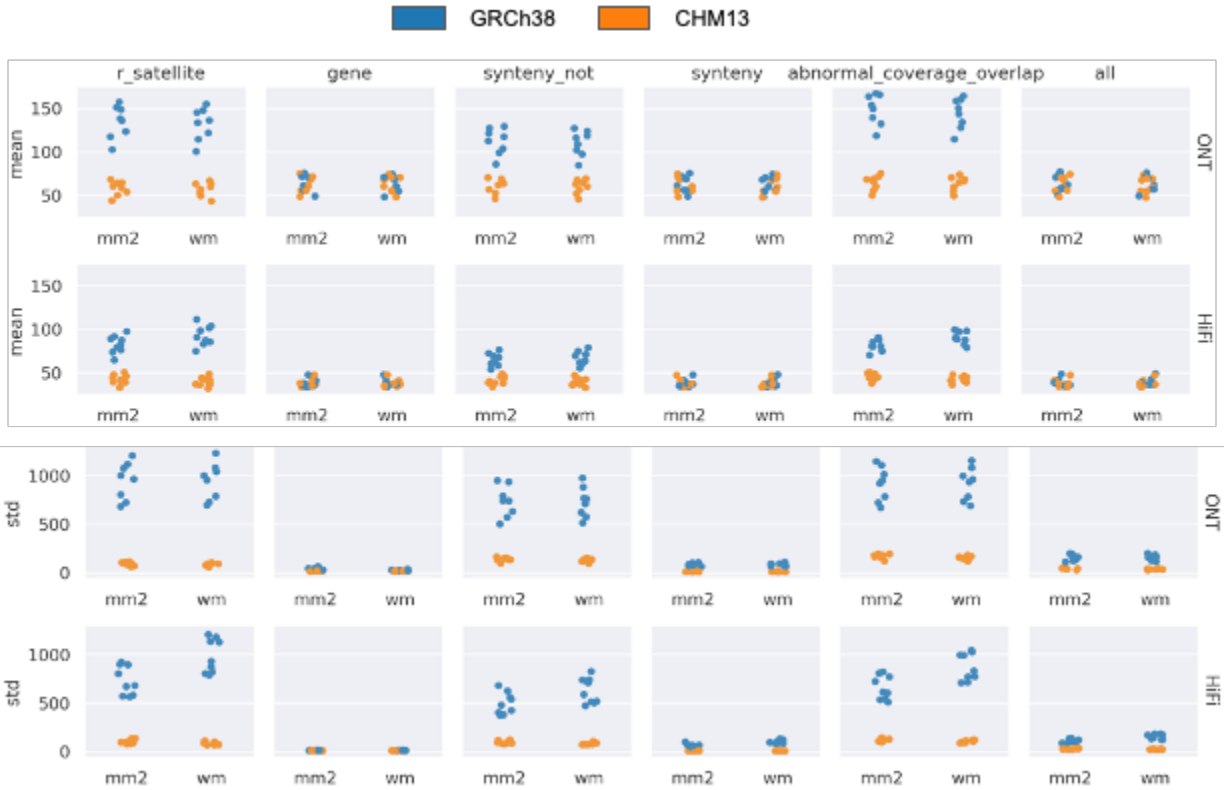 GRCh38 CHM13
r_satellite gene synteny_not synteny abnormal_coverage_overlap all
150
100
50
mean
ONT
mm2 wm mm2 wm mm2 wm mm2 wm mm2 wm mm2 wm
150
100
50
mean
HiFi
mm2 wm mm2 wm mm2 wm mm2 wm mm2 wm mm2 wm
1000
500
0
std
ONT
mm2 wm mm2 wm mm2 wm mm2 wm mm2 wm mm2 wm
1000
500
0
std
HiFi
mm2 wm mm2 wm mm2 wm mm2 wm mm2 wm mm2 wm